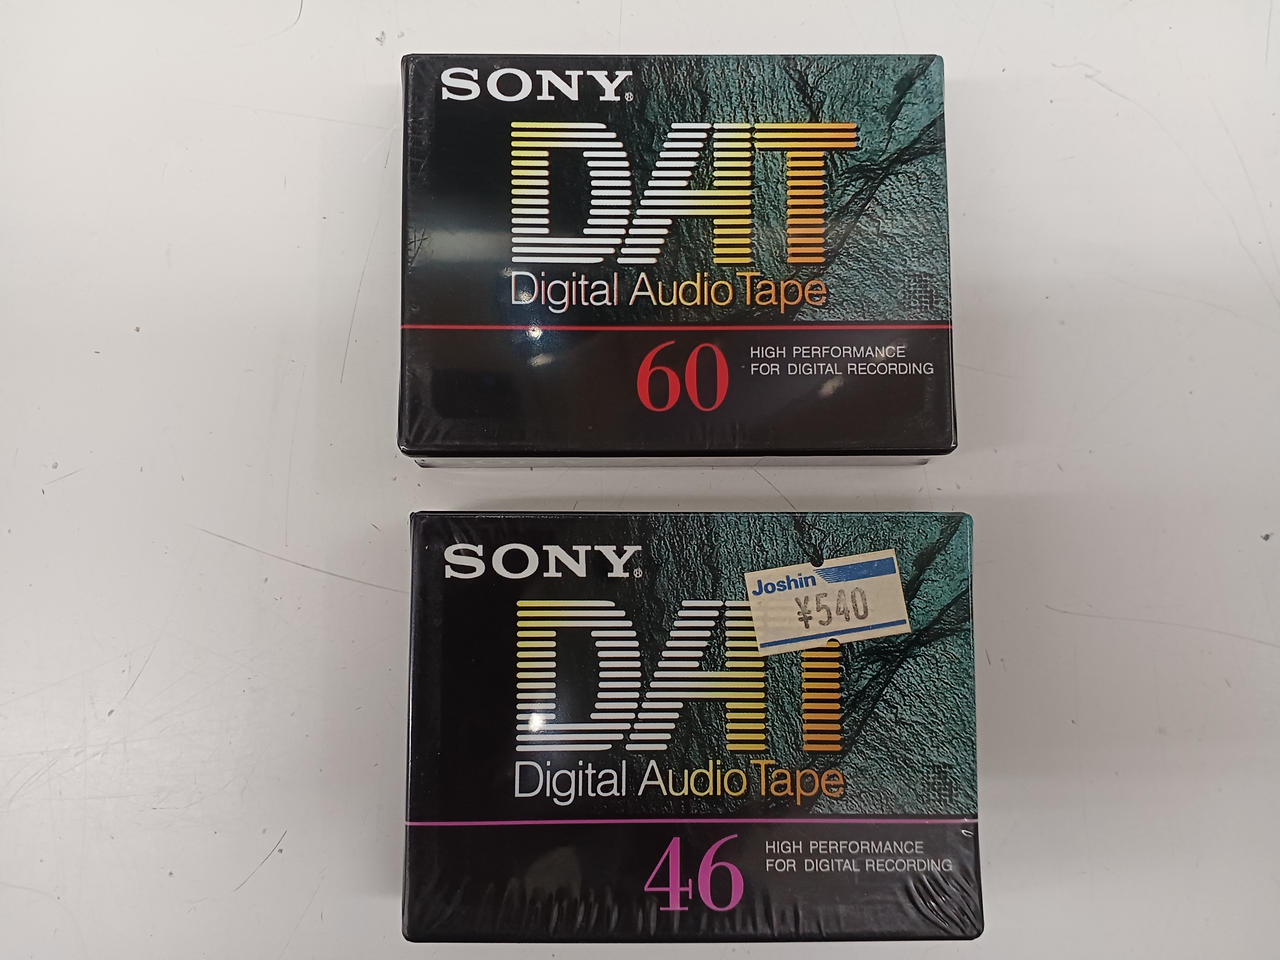 SONY®
DAT
Digital Audio Tape
60
HIGH PERFORMANCE
FOR DIGITAL RECORDING
SONY®
Joshin
¥540
DAT
Digital Audio Tape
46
HIGH PERFORMANCE
FOR DIGITAL RECORDING